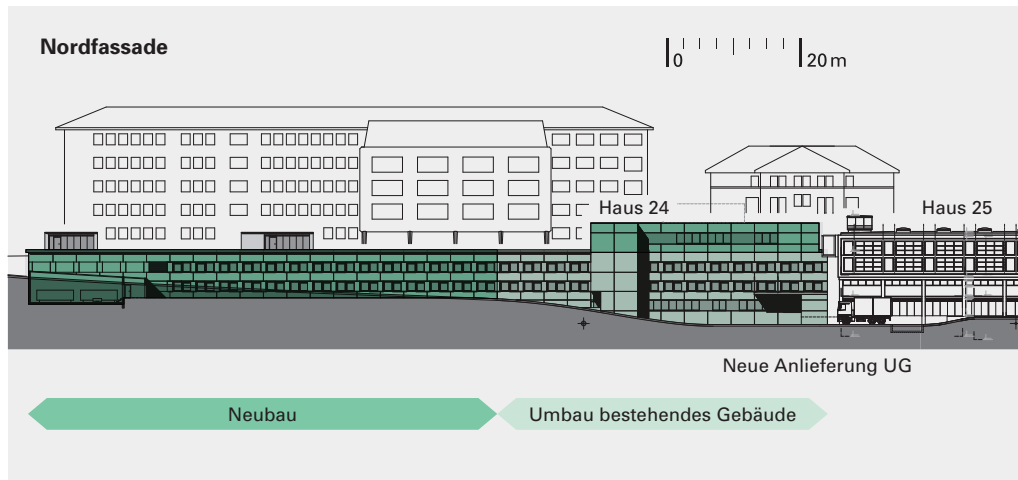 Nordfassade
0 20 m
Haus 24
Haus 25
Neue Anlieferung UG
Neubau
Umbau bestehendes Gebäude